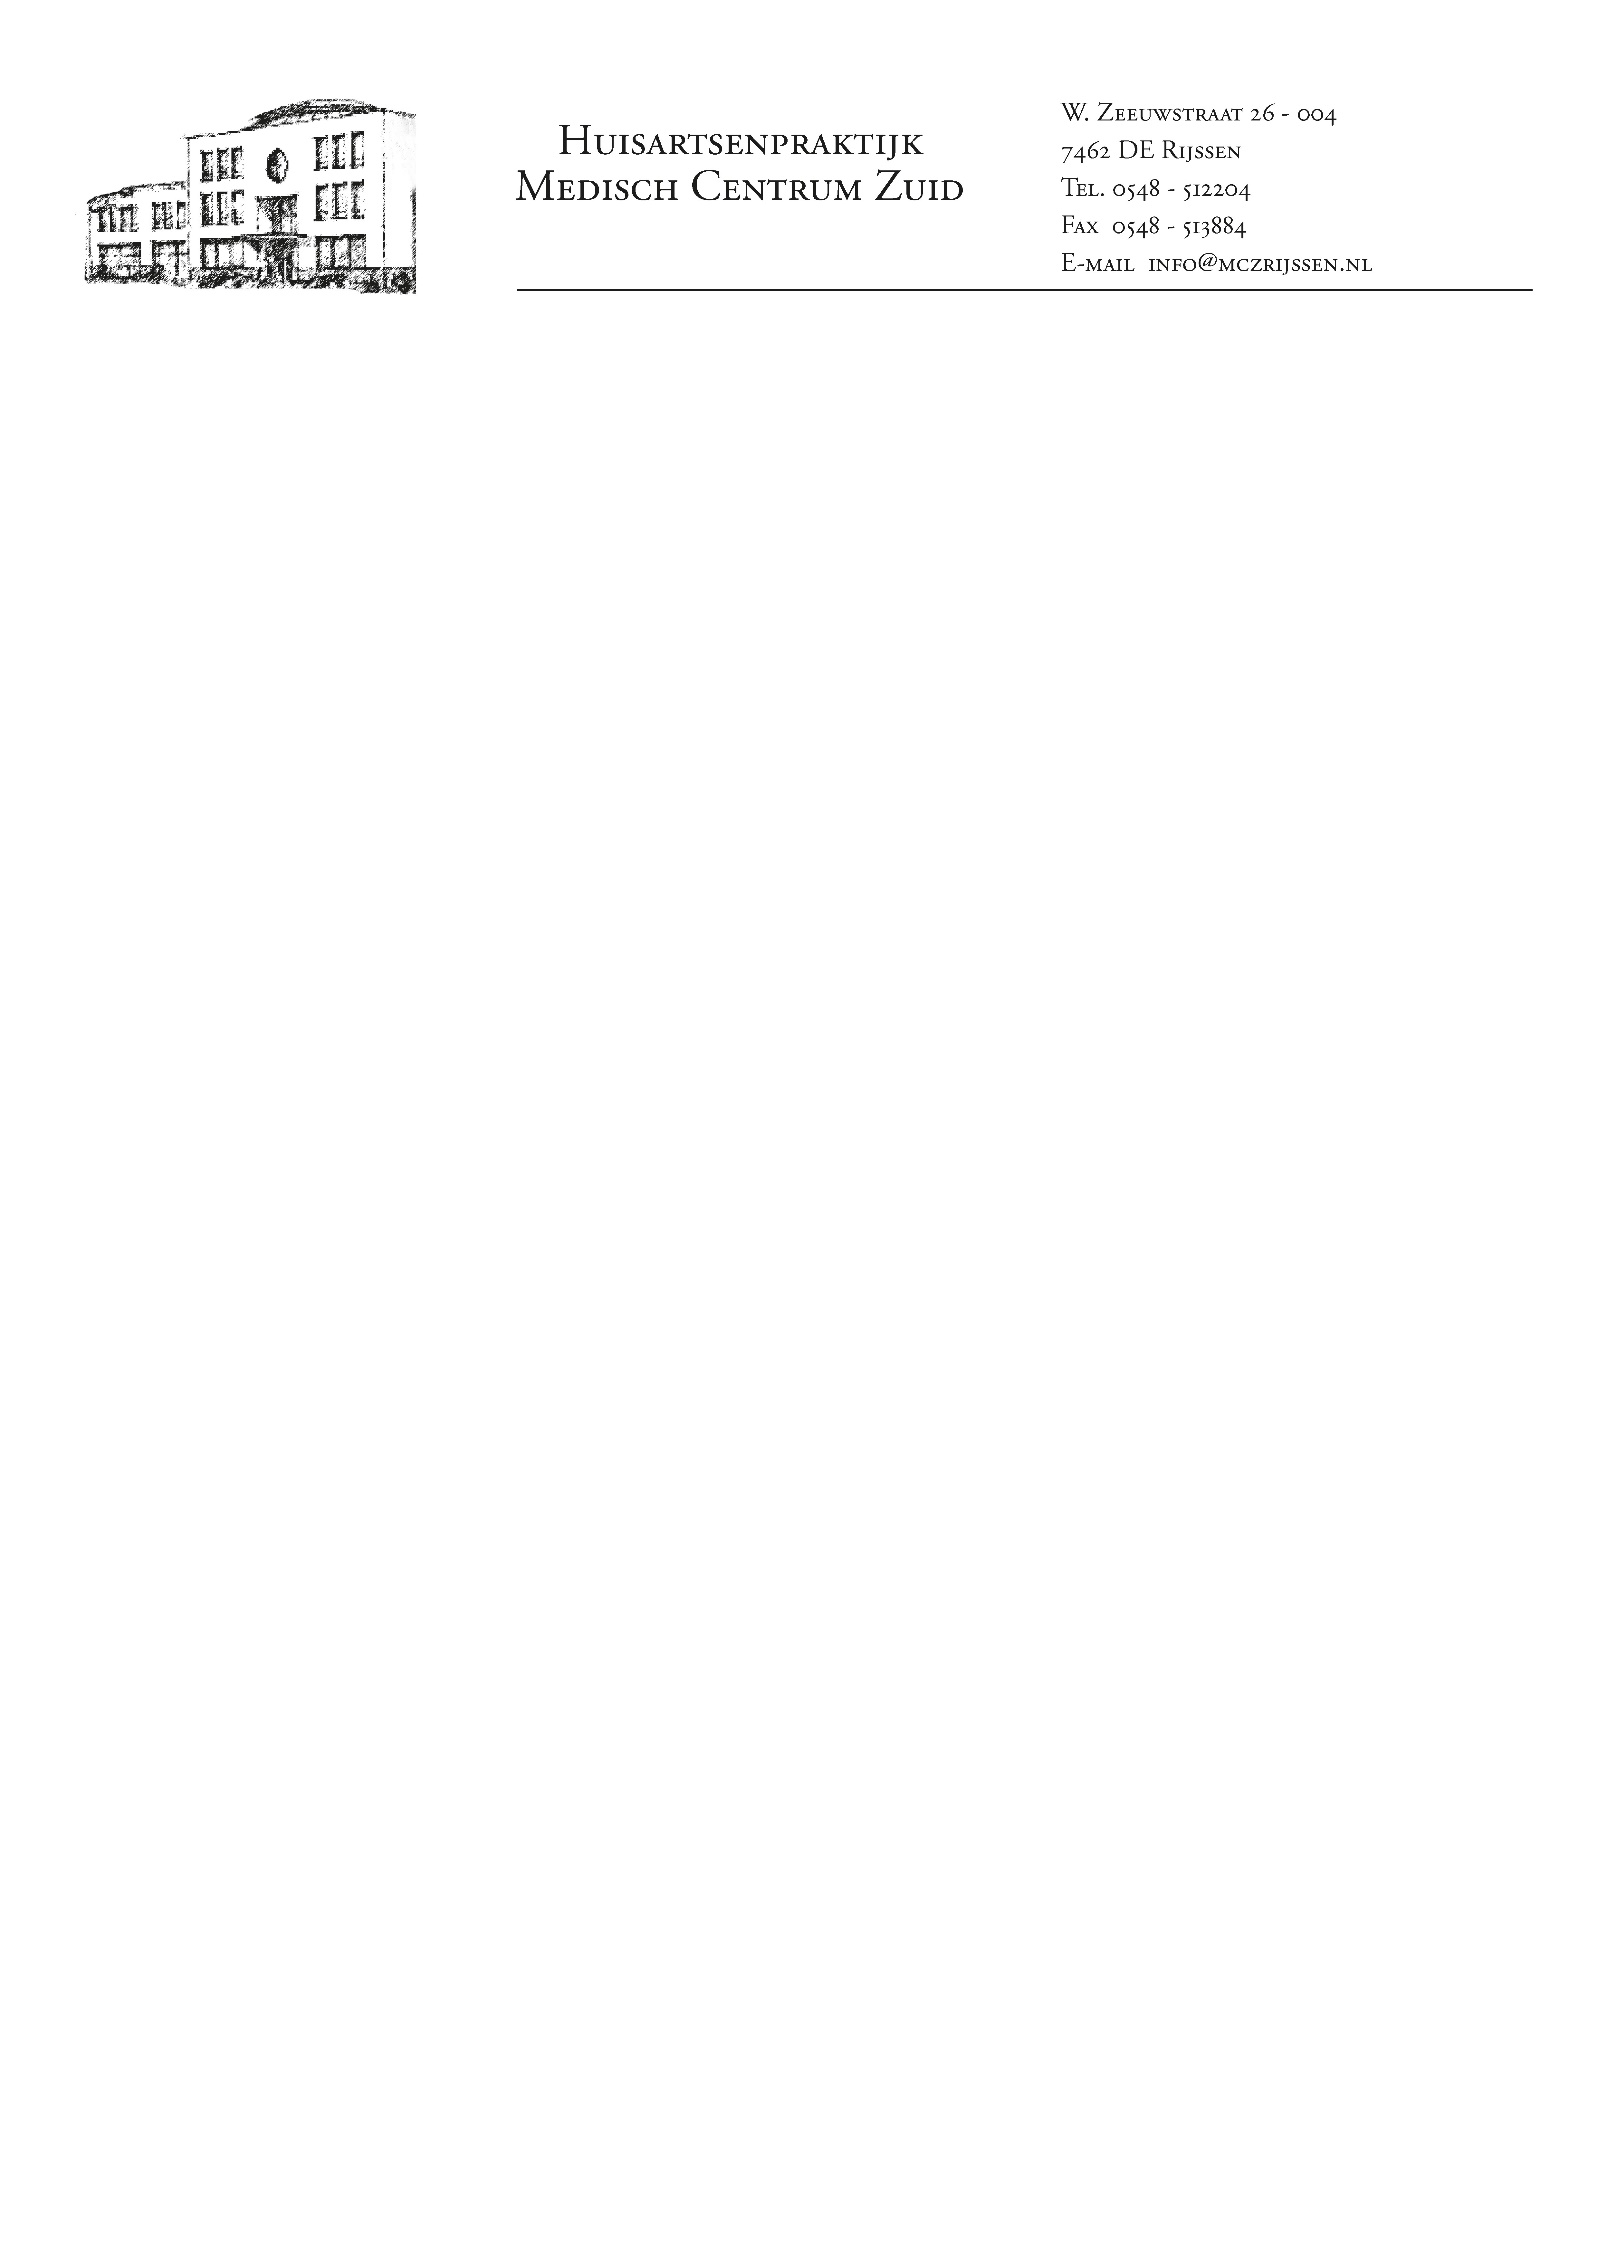 Huisartsenpraktijk
Medisch Centrum Zuid
W. Zeeuwstraat 26 - 004
7462 DE Rijssen
Tel. 0548 - 512204
Fax 0548 - 513884
E-mail info@mczrijssen.nl